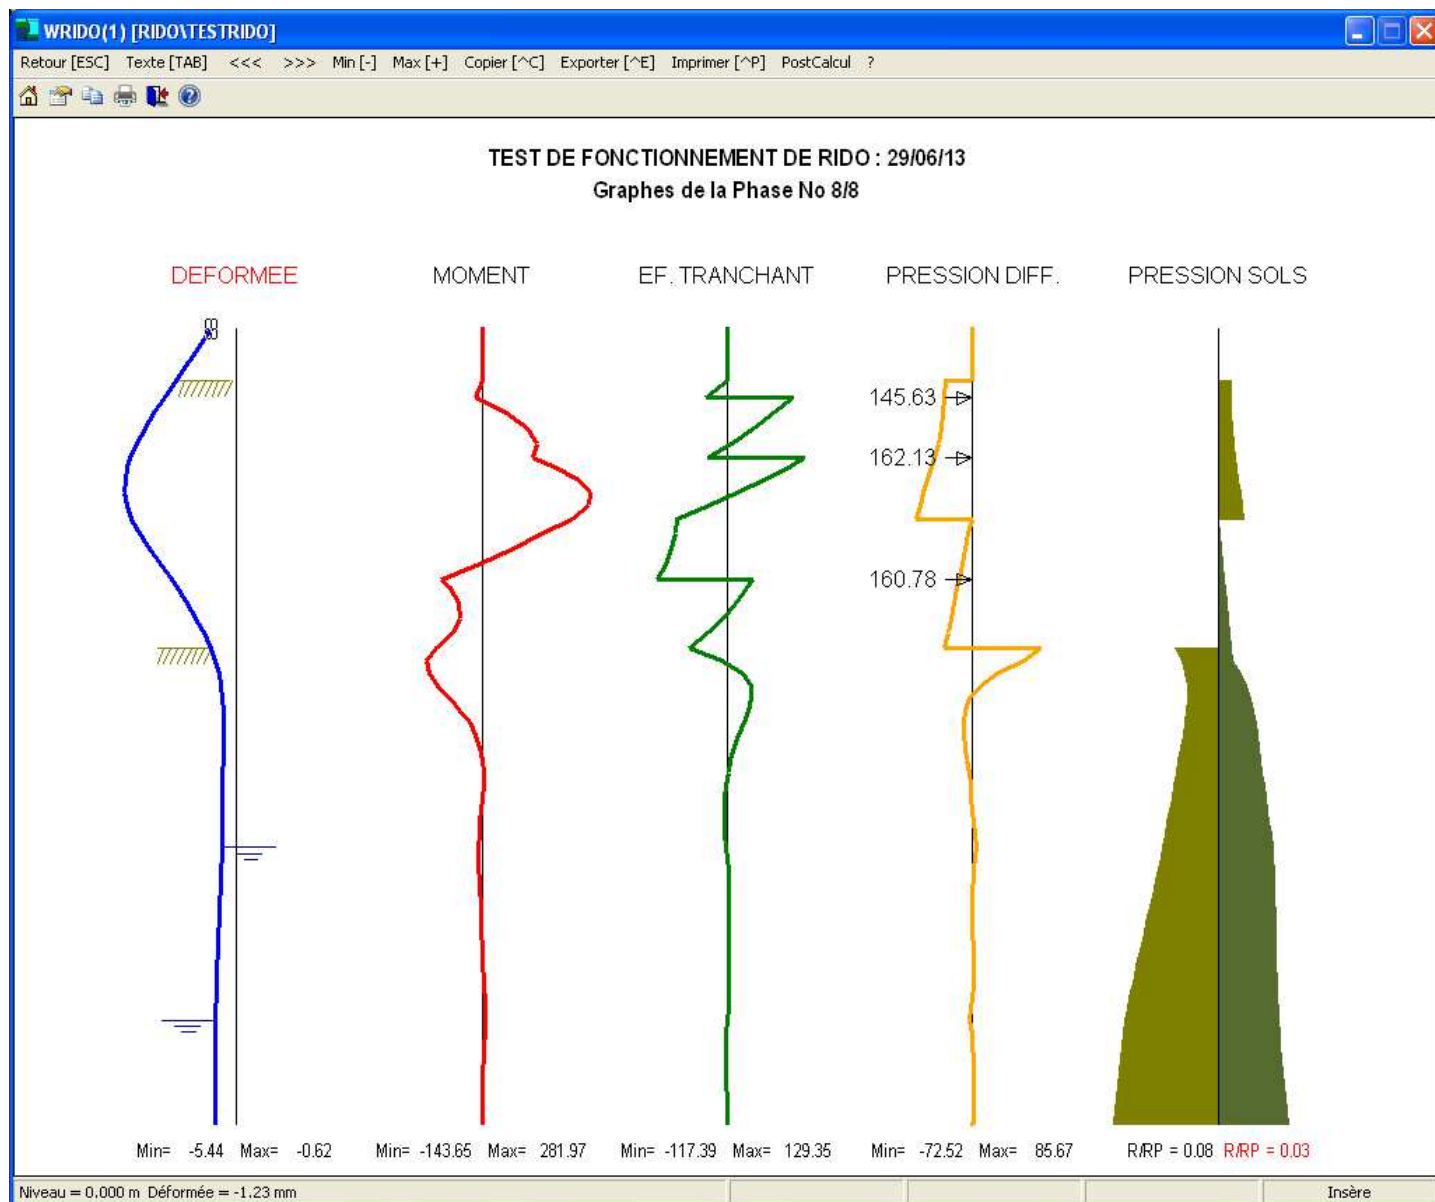 WRIDO(1) [RIDO\TESTRIDO]
Retour [ESC] Texte [TAB] <<< >>> Min [-] Max [+] Copier [^C] Exporter [^E] Imprimer [^P] PostCalcul ?
TEST DE FONCTIONNEMENT DE RIDO : 29/06/13
Graphes de la Phase No 8/8
DEFORMEE MOMENT EF. TRANCHANT PRESSION DIFF. PRESSION SOLS
145.63
162.13
160.78
Min= -5.44 Max= -0.62 Min= -143.65 Max= 281.97 Min= -117.39 Max= 129.35 Min= -72.52 Max= 85.67 R/RP = 0.08 R/RP = 0.03
Niveau = 0.000 m Déformée = -1.23 mm Insère